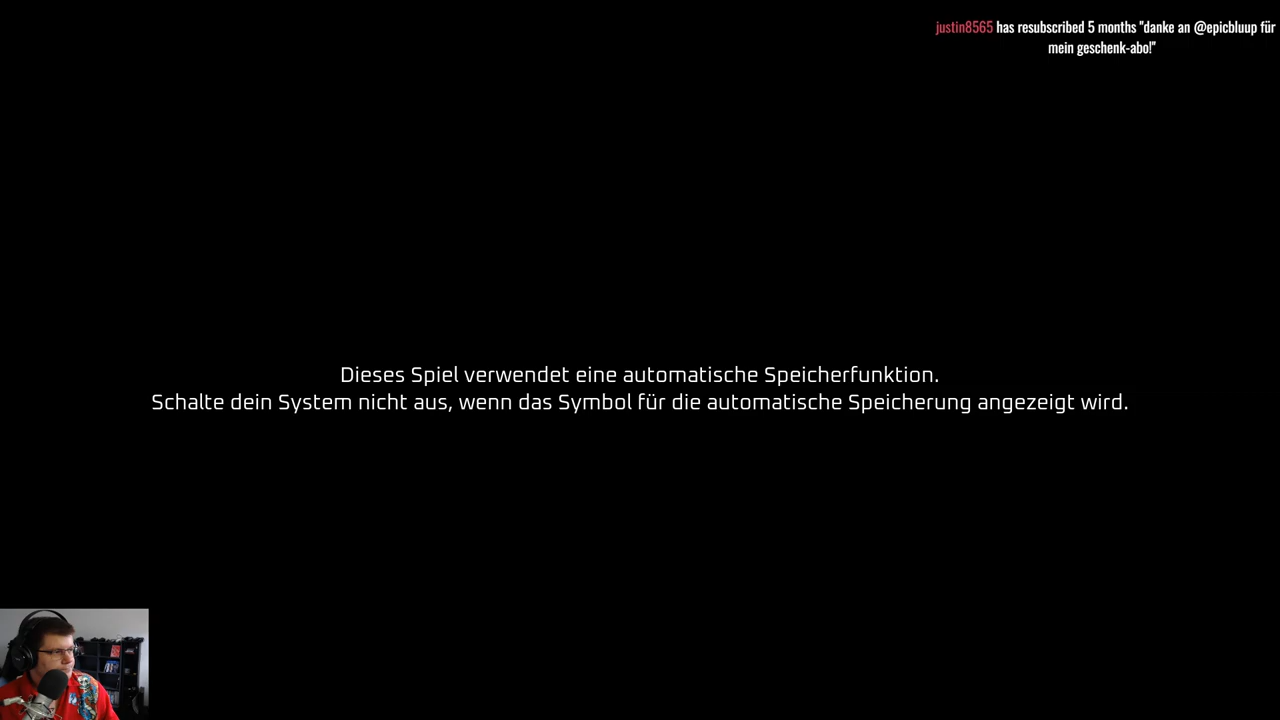 justin8565 has resubscribed 5 months "danke an @epicbluup für
mein geschenk-abo!"
Dieses Spiel verwendet eine automatische Speicherfunktion.
Schalte dein System nicht aus, wenn das Symbol für die automatische Speicherung angezeigt wird.